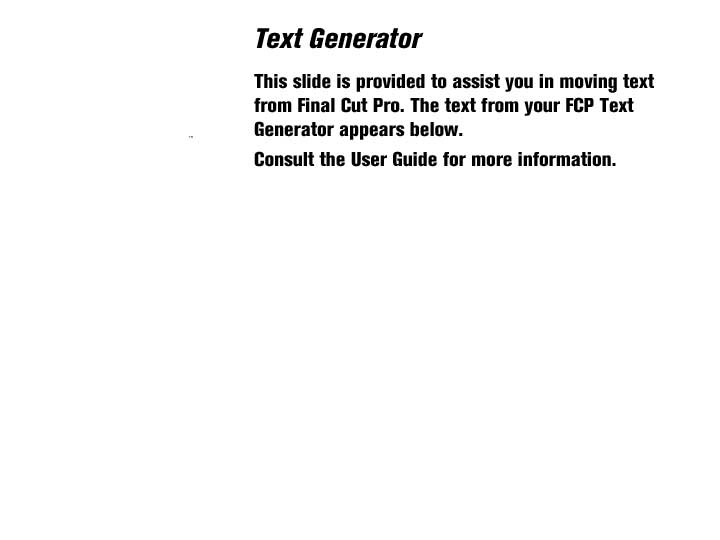 Text Generator
This slide is provided to assist you in moving text
from Final Cut Pro. The text from your FCP Text
Generator appears below.
Consult the User Guide for more information.